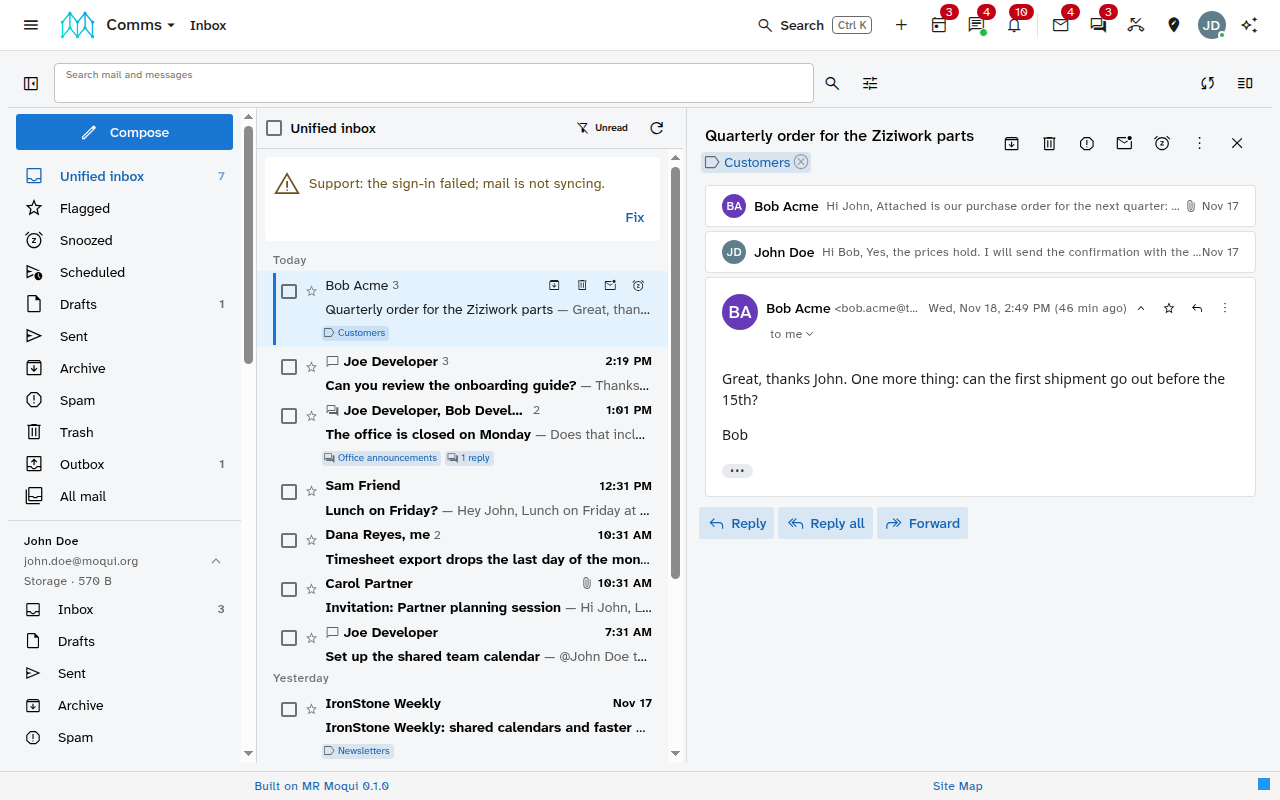 Comms
Inbox
Search Ctrl K
3
4
10
4
3
JD
Search mail and messages
Compose
Unified inbox 7
Flagged
Snoozed
Scheduled
Drafts 1
Sent
Archive
Spam
Trash
Outbox 1
All mail
John Doe
john.doe@moqui.org
Storage · 570 B
Inbox 3
Drafts
Sent
Archive
Spam
Unified inbox
Unread
Support: the sign-in failed; mail is not syncing.
Fix
Today
Bob Acme 3
Quarterly order for the Ziziwork parts — Great, than...
Customers
Joe Developer 3 2:19 PM
Can you review the onboarding guide? — Thanks...
Joe Developer, Bob Devel... 2 1:01 PM
The office is closed on Monday — Does that incl...
Office announcements 1 reply
Sam Friend 12:31 PM
Lunch on Friday? — Hey John, Lunch on Friday at ...
Dana Reyes, me 2 10:31 AM
Timesheet export drops the last day of the mon...
Carol Partner 10:31 AM
Invitation: Partner planning session — Hi John, L...
Joe Developer 7:31 AM
Set up the shared team calendar — @John Doe t...
Yesterday
IronStone Weekly Nov 17
IronStone Weekly: shared calendars and faster ...
Newsletters
Quarterly order for the Ziziwork parts
Customers
BA Bob Acme Hi John, Attached is our purchase order for the next quarter: ... Nov 17
JD John Doe Hi Bob, Yes, the prices hold. I will send the confirmation with the ... Nov 17
BA Bob Acme <bob.acme@t... Wed, Nov 18, 2:49 PM (46 min ago)
to me
Great, thanks John. One more thing: can the first shipment go out before the
15th?
Bob
•••
Reply
Reply all
Forward
Built on MR Moqui 0.1.0
Site Map